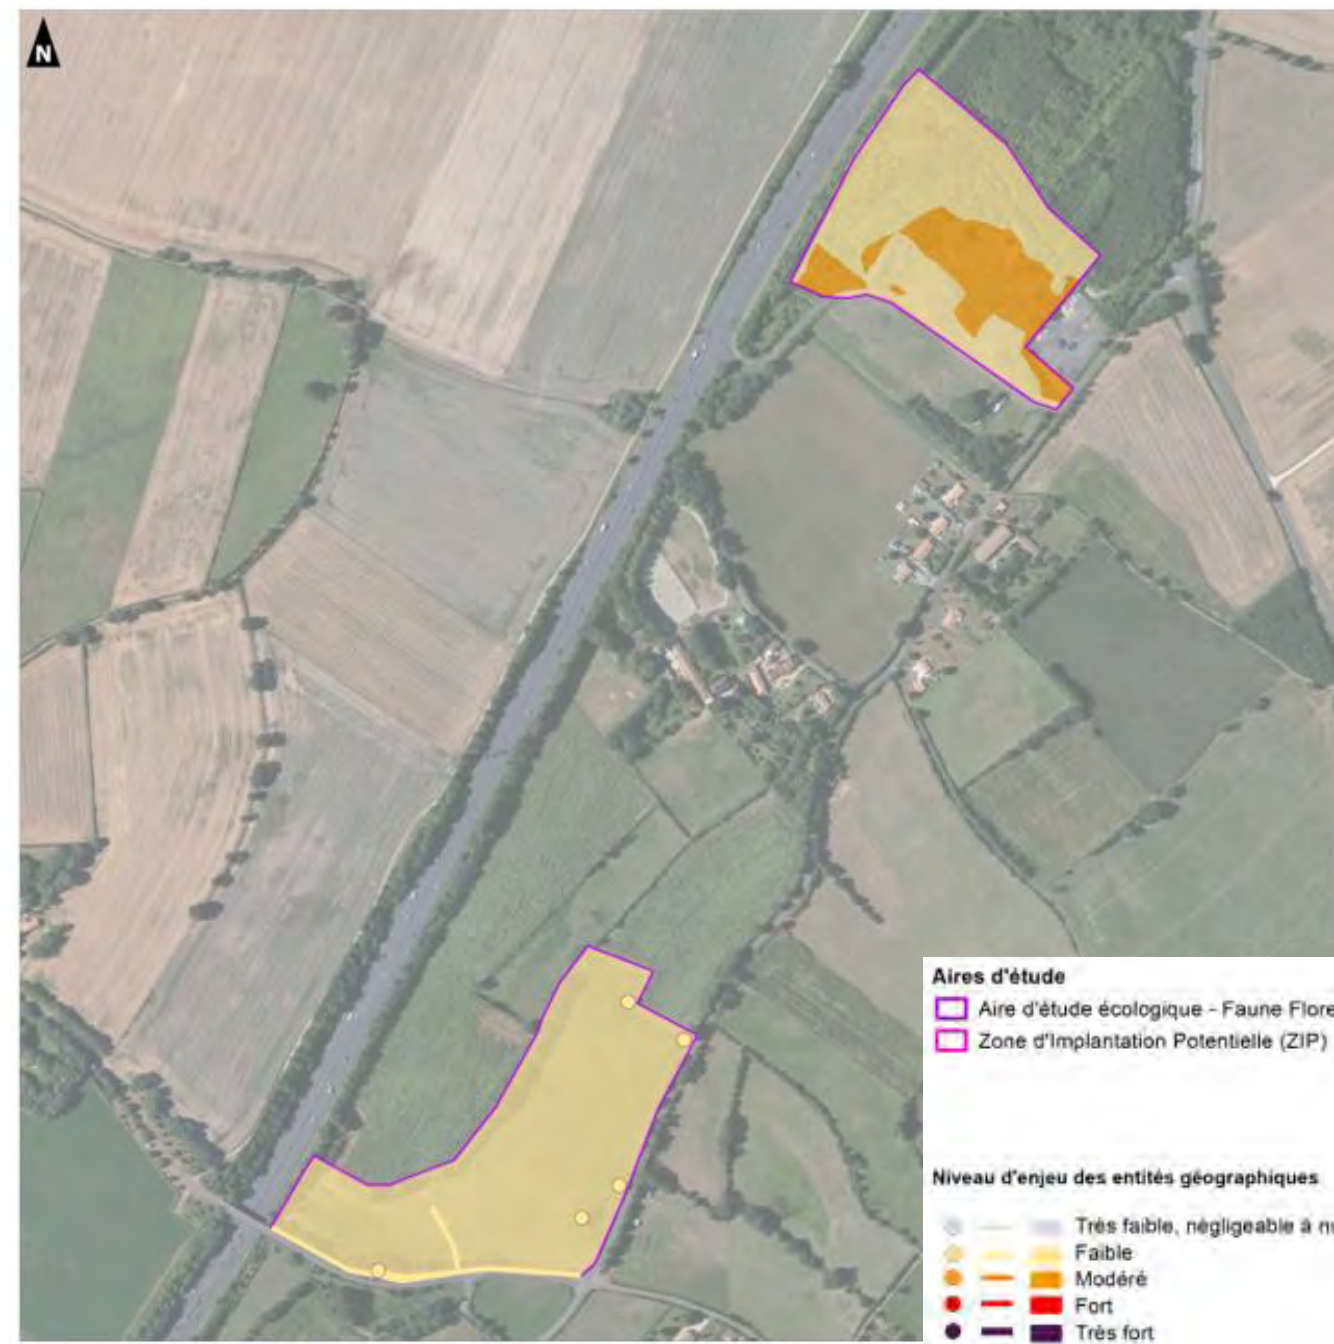 N
Aires d'étude
Aire d'étude écologique - Faune Flore
Zone d'Implantation Potentielle (ZIP)
Niveau d'enjeu des entités géographiques
Très faible, négligeable à
Faible
Modéré
Fort
Très fort